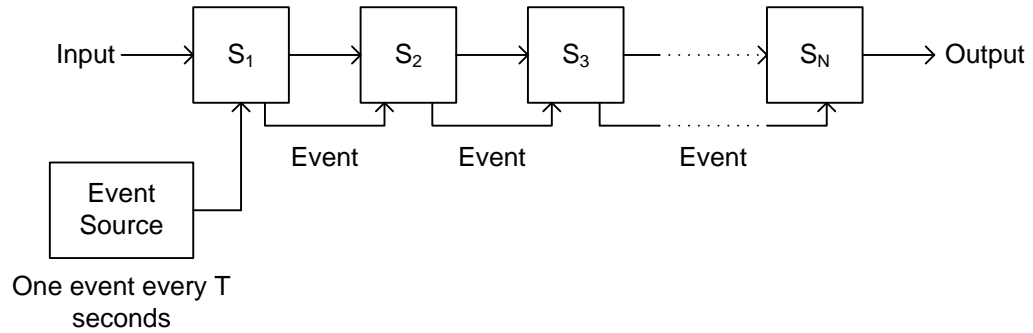 Input
S1
S2
S3
SN
Output
Event
Event
Event
Event
Source
One event every T
seconds